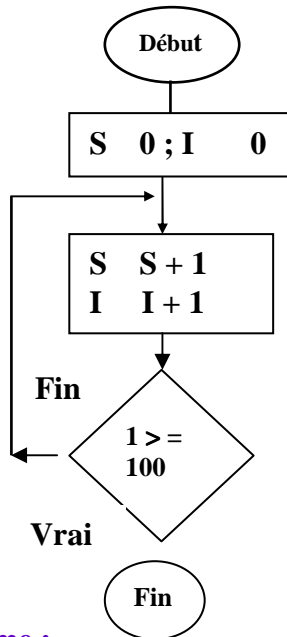 Début
S 0 ; I 0
S S + 1
I I + 1
Fin
1 > =
100
Vrai
Fin